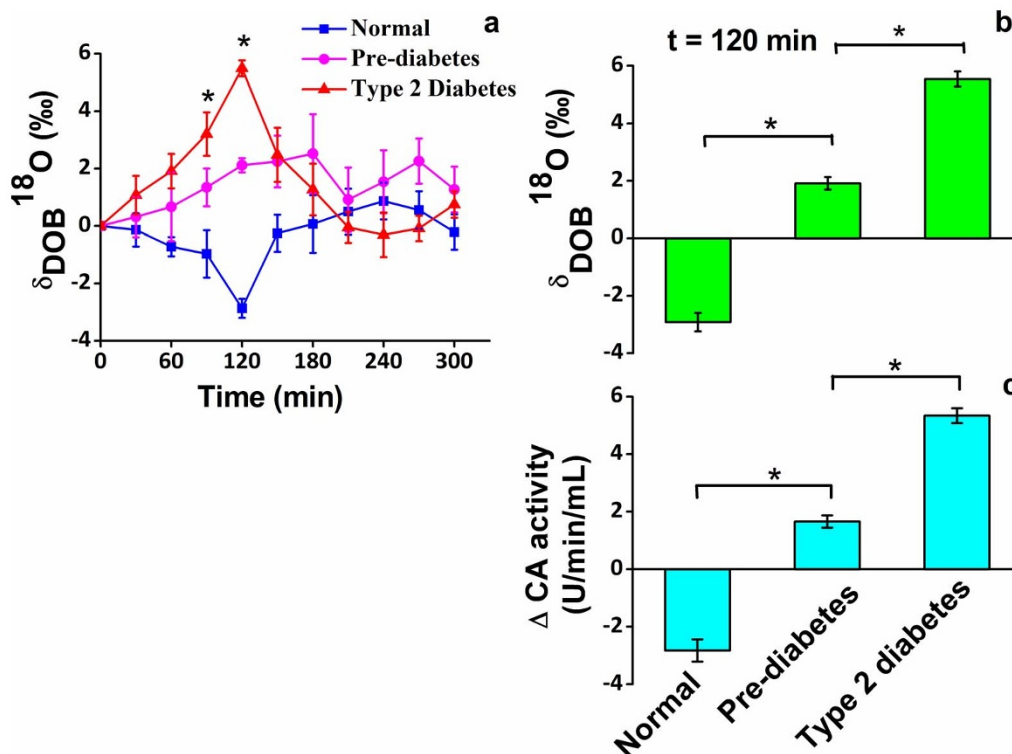 a
Normal
Pre-diabetes
Type 2 Diabetes
*
*
δDOB18O (‰)
6
4
2
0
-2
-4
0 60 120 180 240 300
Time (min)
b
t = 120 min
*
*
δDOB18O (‰)
6
4
2
0
-2
-4
c
*
*
Δ CA activity
(U/min/mL)
6
4
2
0
-2
-4
Normal
Pre-diabetes
Type 2 diabetes